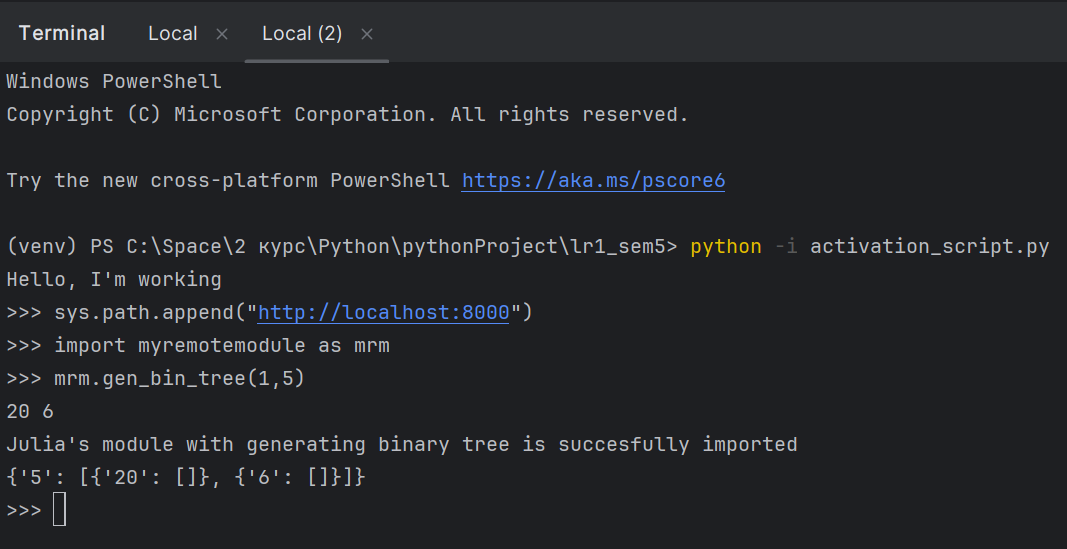 Terminal Local × Local (2) ×
Windows PowerShell
Copyright (C) Microsoft Corporation. All rights reserved.
Try the new cross-platform PowerShell https://aka.ms/pscore6
(venv) PS C:\Space\2 курс\Python\pythonProject\lr1_sem5> python -i activation_script.py
Hello, I'm working
>>> sys.path.append("http://localhost:8000")
>>> import myremotemodule as mrm
>>> mrm.gen_bin_tree(1,5)
20 6
Julia's module with generating binary tree is succesfully imported
{'5': [{'20': []}, {'6': []}]}
>>>